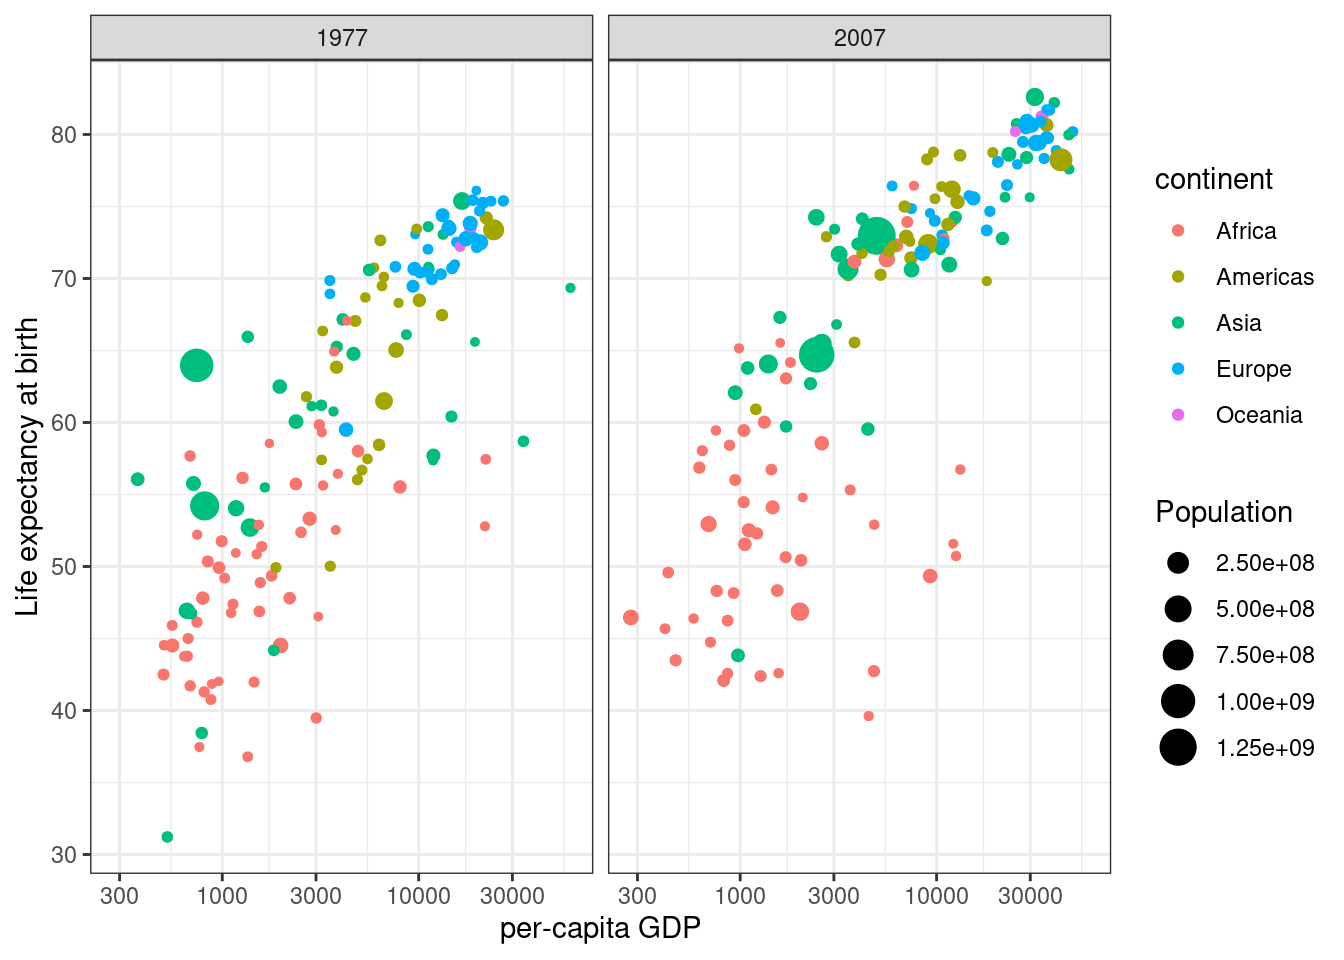 1977
2007
80
70
60
50
40
30
Life expectancy at birth
300 1000 3000 10000 30000
300 1000 3000 10000 30000
per-capita GDP
continent
Africa
Americas
Asia
Europe
Oceania
Population
2.50e+08
5.00e+08
7.50e+08
1.00e+09
1.25e+09